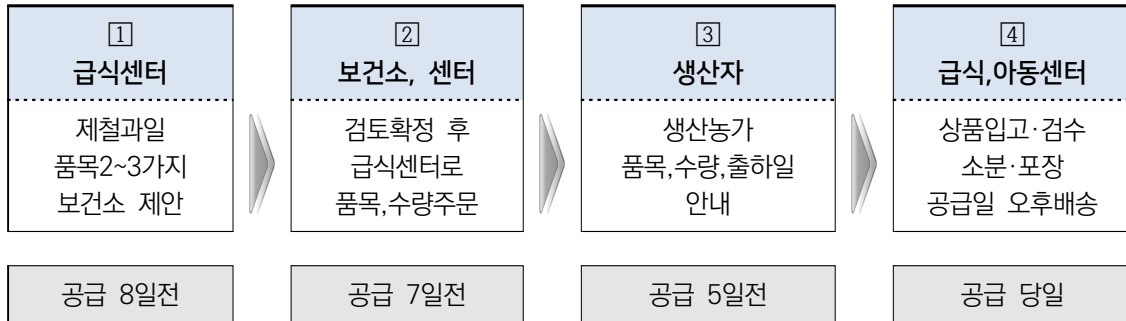 1
급식센터
제철과일
품목2~3가지
보건소 제안
공급 8일전
2
보건소, 센터
검토확정 후
급식센터로
품목,수량주문
공급 7일전
3
생산자
생산농가
품목,수량,출하일
안내
공급 5일전
4
급식,아동센터
상품입고·검수
소분·포장
공급일 오후배송
공급 당일